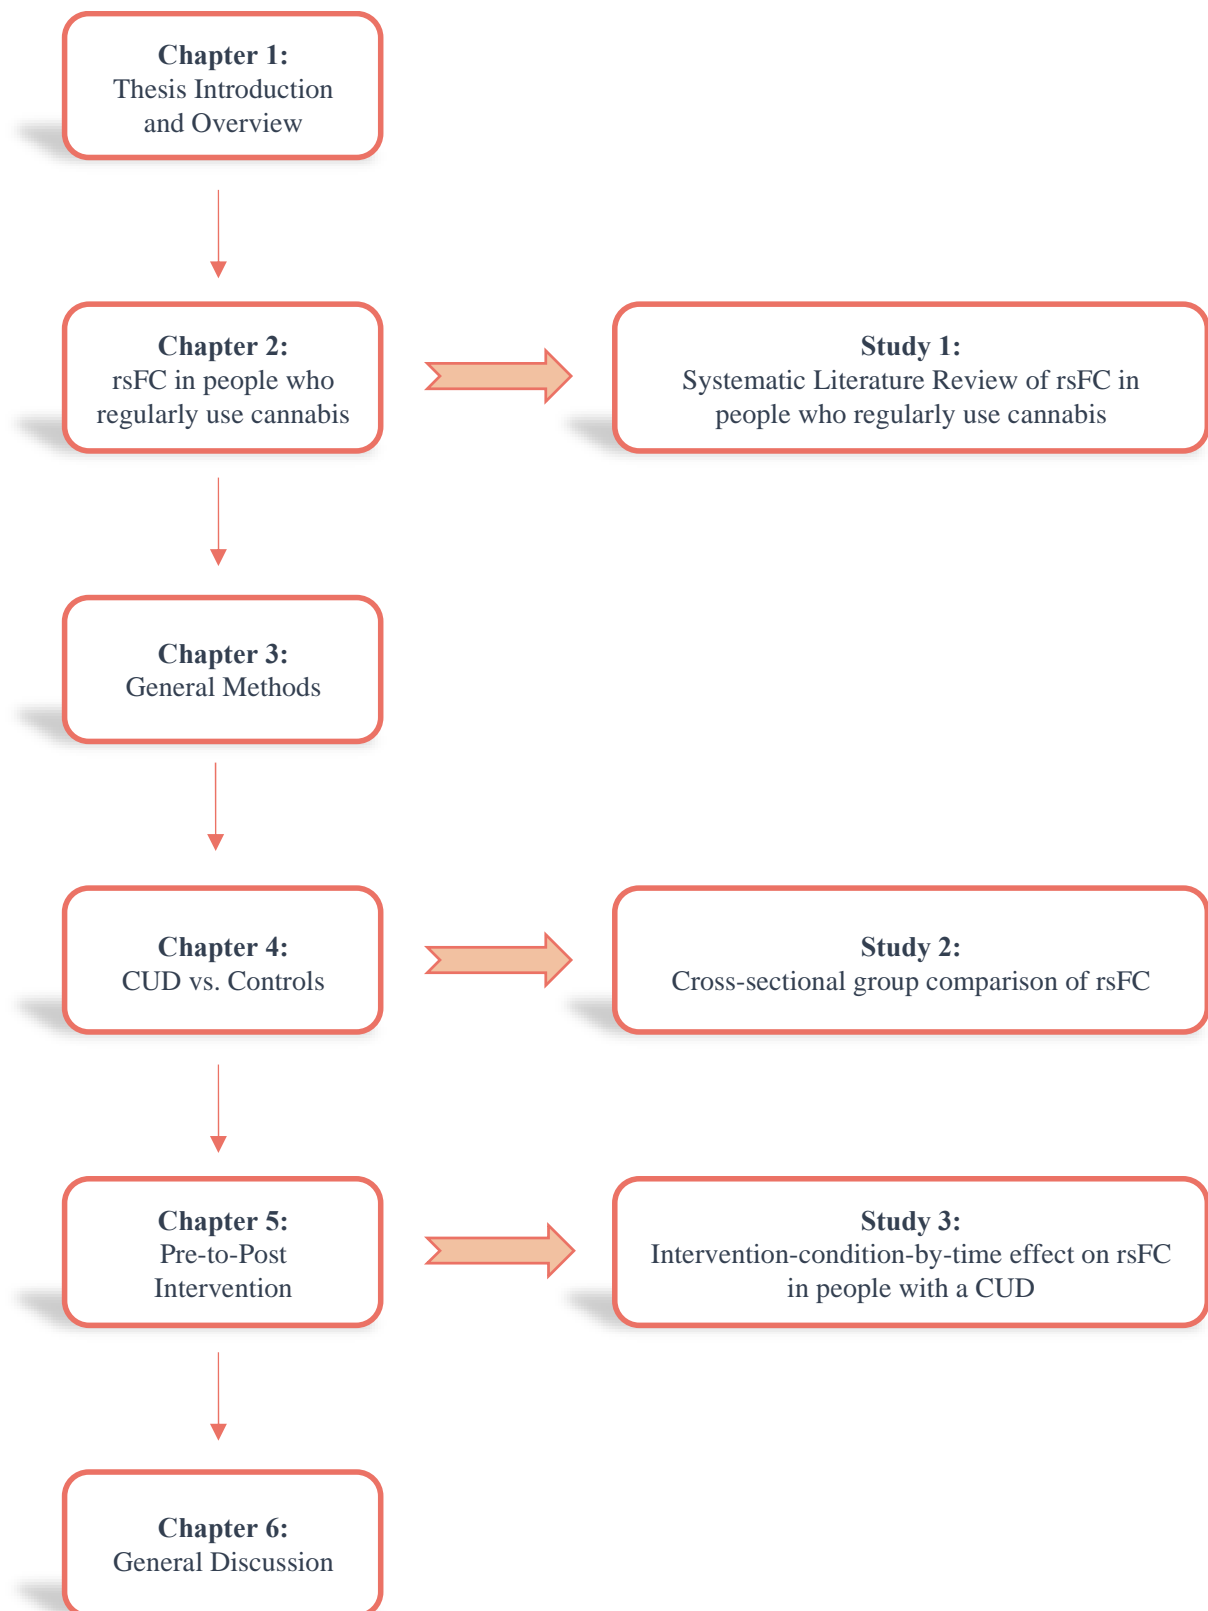 Chapter 1:
Thesis Introduction
and Overview
Chapter 2:
rsFC in people who
regularly use cannabis
Study 1:
Systematic Literature Review of rsFC in
people who regularly use cannabis
Chapter 3:
General Methods
Chapter 4:
CUD vs. Controls
Study 2:
Cross-sectional group comparison of rsFC
Chapter 5:
Pre-to-Post
Intervention
Study 3:
Intervention-condition-by-time effect on rsFC
in people with a CUD
Chapter 6:
General Discussion